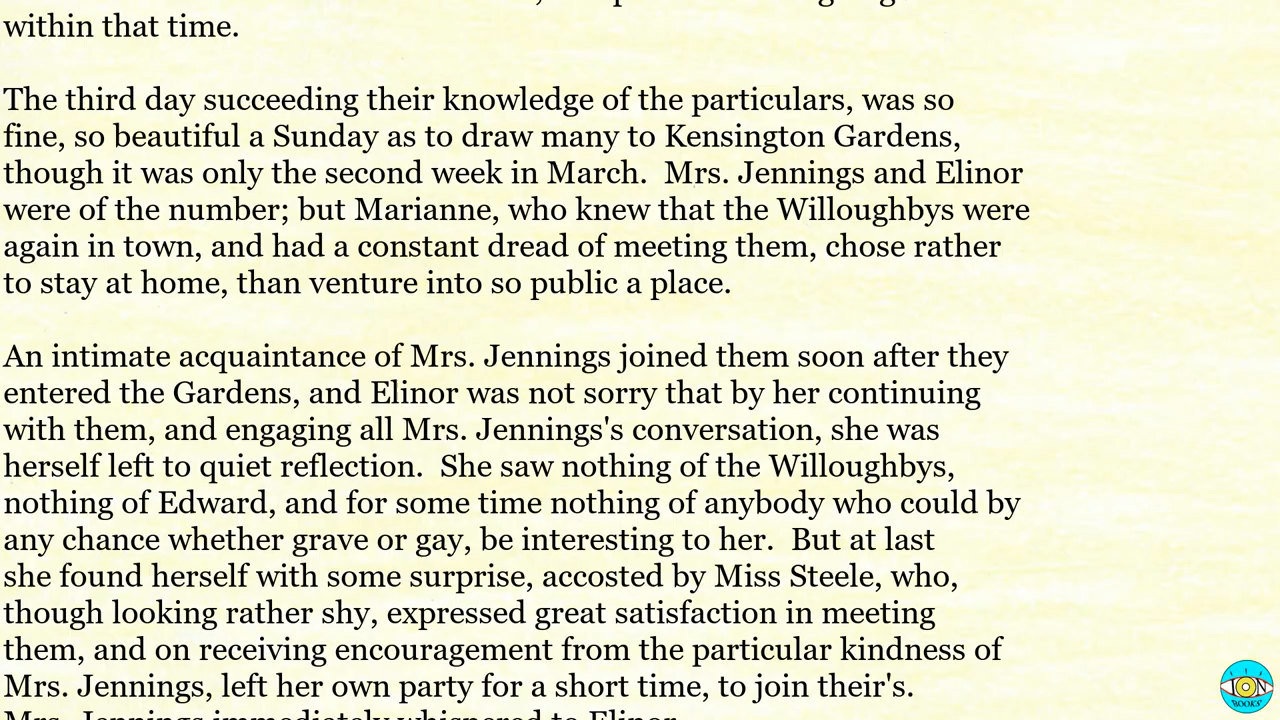 within that time.
The third day succeeding their knowledge of the particulars, was so
fine, so beautiful a Sunday as to draw many to Kensington Gardens,
though it was only the second week in March.  Mrs. Jennings and Elinor
were of the number; but Marianne, who knew that the Willoughbys were
again in town, and had a constant dread of meeting them, chose rather
to stay at home, than venture into so public a place.
An intimate acquaintance of Mrs. Jennings joined them soon after they
entered the Gardens, and Elinor was not sorry that by her continuing
with them, and engaging all Mrs. Jennings's conversation, she was
herself left to quiet reflection.  She saw nothing of the Willoughbys,
nothing of Edward, and for some time nothing of anybody who could by
any chance whether grave or gay, be interesting to her.  But at last
she found herself with some surprise, accosted by Miss Steele, who,
though looking rather shy, expressed great satisfaction in meeting
them, and on receiving encouragement from the particular kindness of
Mrs. Jennings, left her own party for a short time, to join their's.
Mrs. Jennings immediately whispered to Elinor,
ION
BOOKS